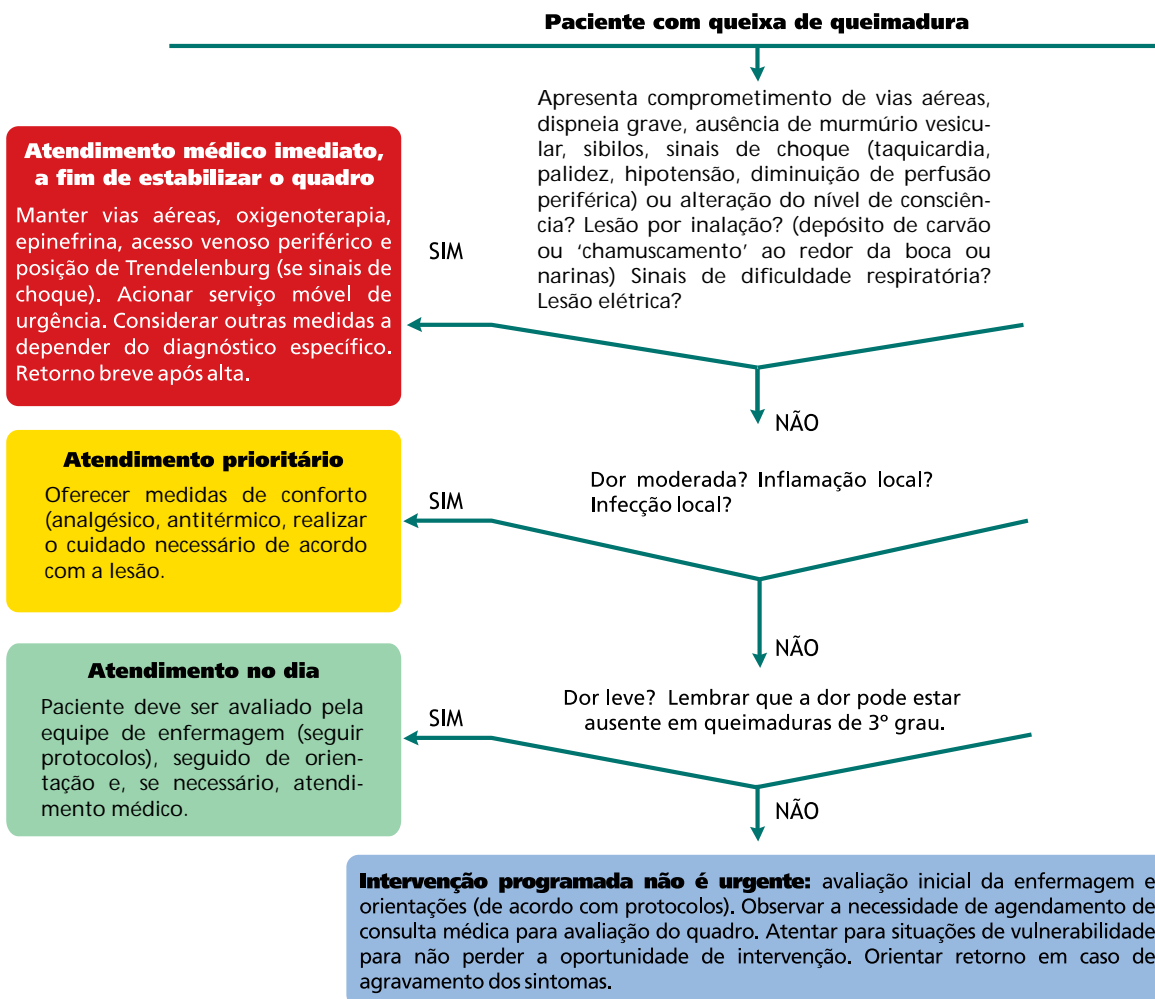 Paciente com queixa de queimadura
Apresenta comprometimento de vias aéreas,
dispneia grave, ausência de murmúrio vesicu-
lar, sibilos, sinais de choque (taquicardia,
palidez, hipotensão, diminuição de perfusão
periférica) ou alteração do nível de consciên-
cia? Lesão por inalação? (depósito de carvão
ou ‘chamuscamento’ ao redor da boca ou
narinas) Sinais de dificuldade respiratória?
Lesão elétrica?
SIM
Atendimento médico imediato,
a fim de estabilizar o quadro
Manter vias aéreas, oxigenoterapia,
epinefrina, acesso venoso periférico e
posição de Trendelenburg (se sinais de
choque). Acionar serviço móvel de
urgência. Considerar outras medidas a
depender do diagnóstico específico.
Retorno breve após alta.
NÃO
Dor moderada? Inflamação local?
Infecção local?
SIM
Atendimento prioritário
Oferecer medidas de conforto
(analgésico, antitérmico, realizar
o cuidado necessário de acordo
com a lesão.
NÃO
Dor leve? Lembrar que a dor pode estar
ausente em queimaduras de 3º grau.
SIM
Atendimento no dia
Paciente deve ser avaliado pela
equipe de enfermagem (seguir
protocolos), seguido de orien-
tação e, se necessário, atendi-
mento médico.
NÃO
Intervenção programada não é urgente: avaliação inicial da enfermagem e
orientações (de acordo com protocolos). Observar a necessidade de agendamento de
consulta médica para avaliação do quadro. Atentar para situações de vulnerabilidade
para não perder a oportunidade de intervenção. Orientar retorno em caso de
agravamento dos sintomas.